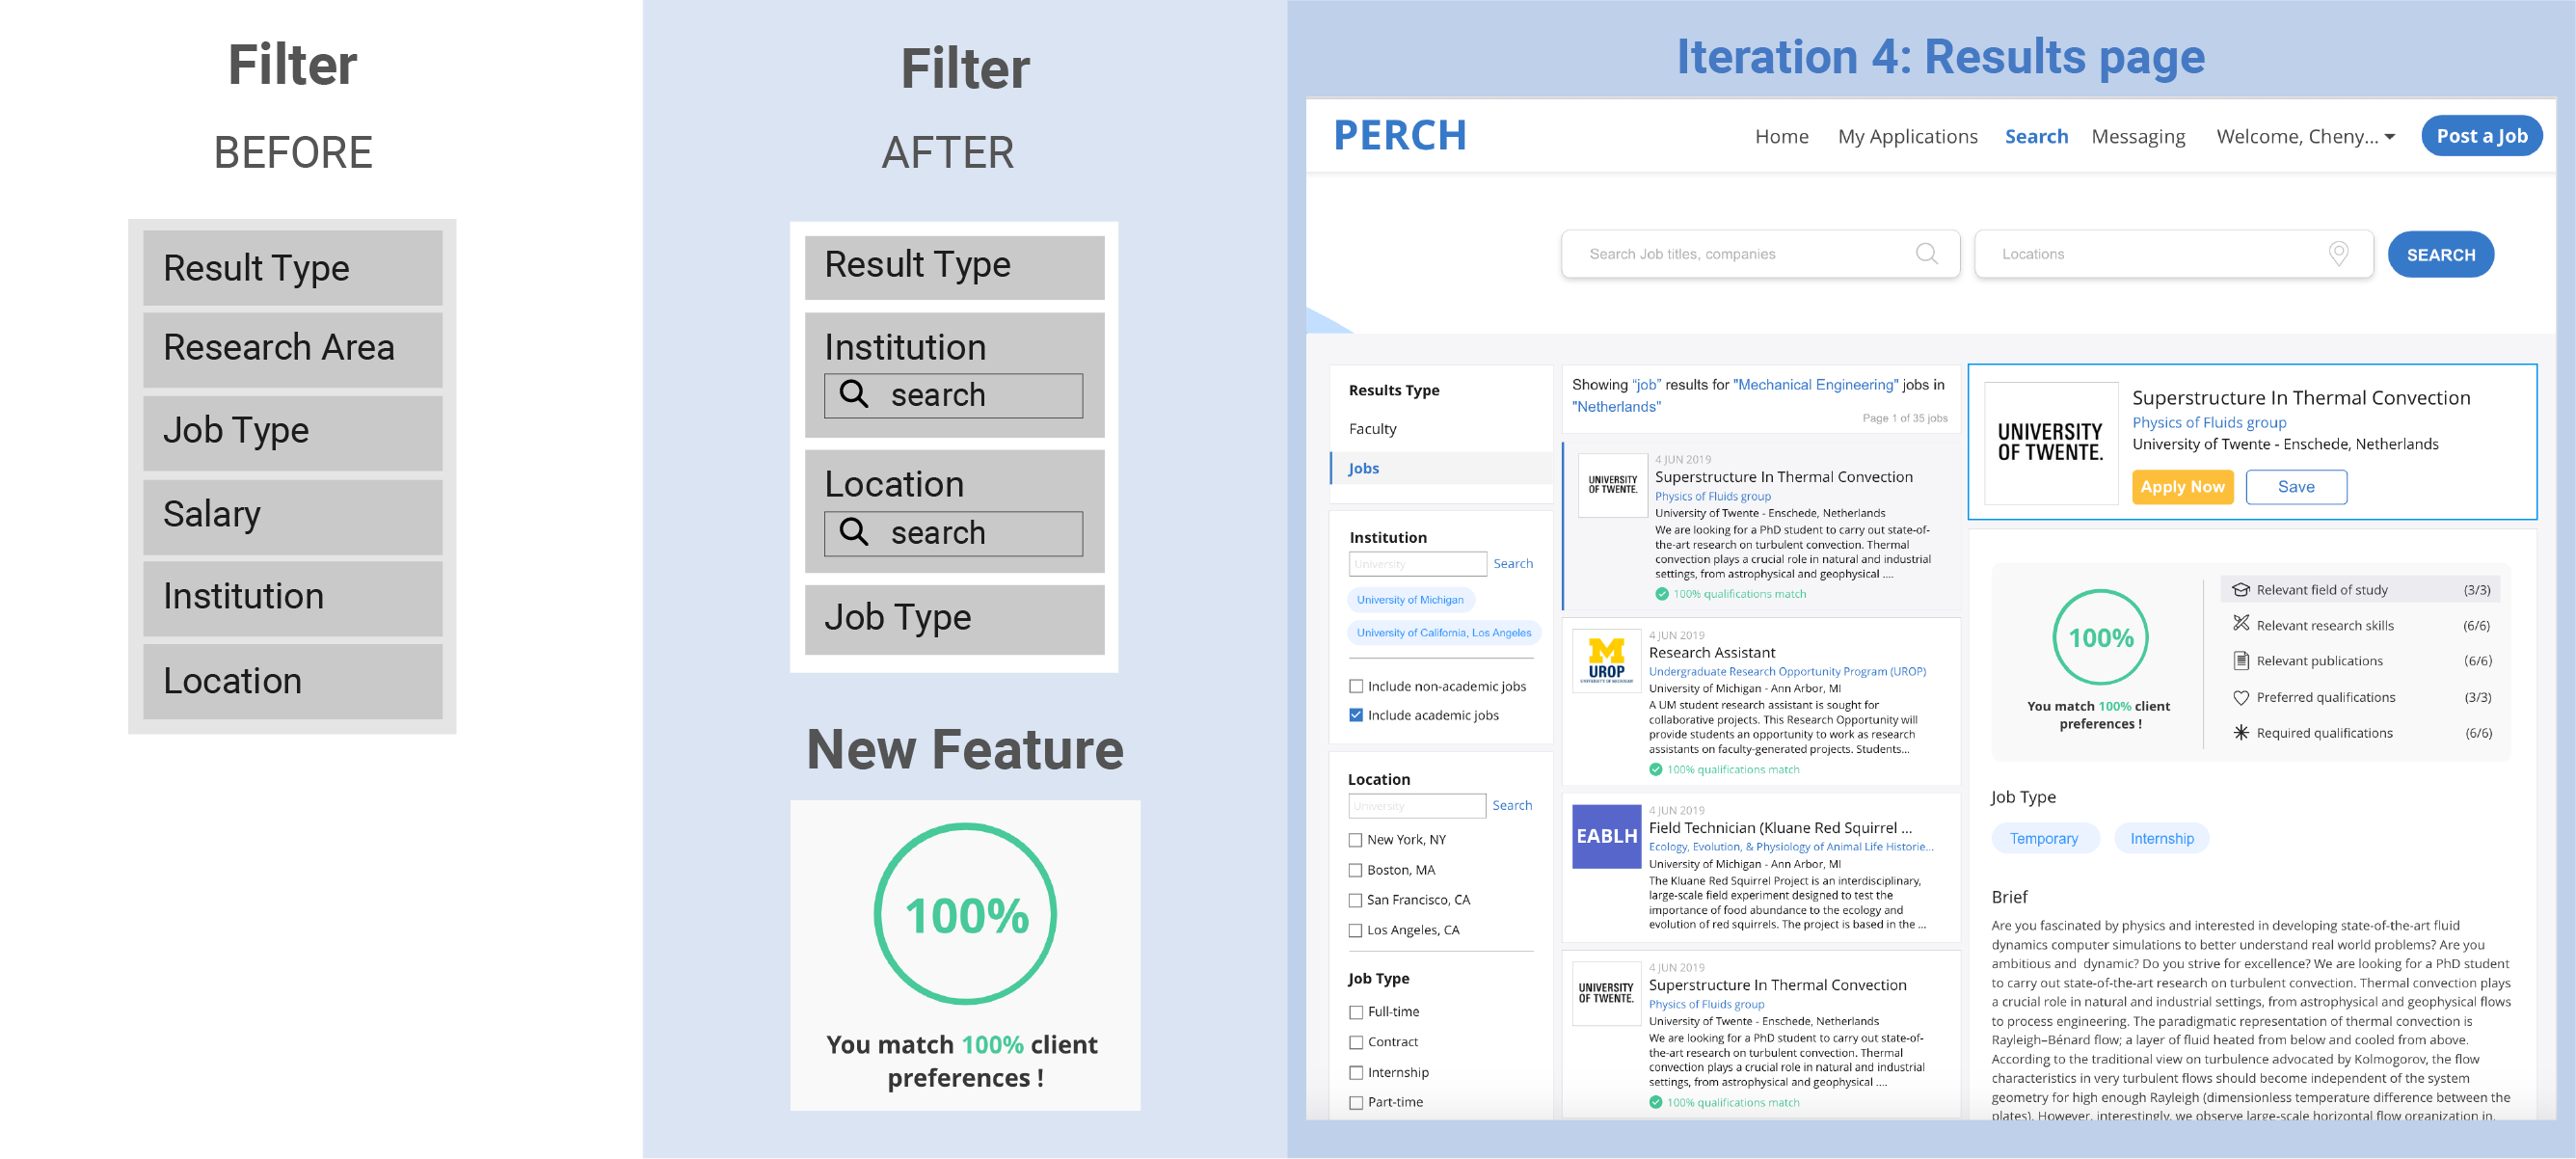 Filter
BEFORE
Result Type
Research Area
Job Type
Salary
Institution
Location
Filter
AFTER
Result Type
Institution
search
Location
search
Job Type
New Feature
100%
You match 100% client
preferences !
Iteration 4: Results page
PERCH
Home My Applications Search Messaging Welcome, Cheny... Post a Job
Search Job titles, companies
Locations
SEARCH
Results Type
Faculty
Jobs
Institution
University Search
University of Michigan
University of California, Los Angeles
Include non-academic jobs
Include academic jobs
Location
University Search
New York, NY
Boston, MA
San Francisco, CA
Los Angeles, CA
Job Type
Full-time
Contract
Internship
Part-time
Showing “job” results for "Mechanical Engineering" jobs in
"Netherlands"
Page 1 of 35 jobs
UNIVERSITY
OF TWENTE.
4 JUN 2019
Superstructure In Thermal Convection
Physics of Fluids group
University of Twente - Enschede, Netherlands
We are looking for a PhD student to carry out state-of-
the-art research on turbulent convection. Thermal
convection plays a crucial role in natural and industrial
settings, from astrophysical and geophysical ....
100% qualifications match
M
UROP
UNIVERSITY OF MICHIGAN
4 JUN 2019
Research Assistant
Undergraduate Research Opportunity Program (UROP)
University of Michigan - Ann Arbor, MI
A UM student research assistant is sought for
collaborative projects. This Research Opportunity will
provide students an opportunity to work as research
assistants on faculty-generated projects. Students...
100% qualifications match
EABLH
4 JUN 2019
Field Technician (Kluane Red Squirrel ...
Ecology, Evolution, & Physiology of Animal Life Historie...
University of Michigan - Ann Arbor, MI
The Kluane Red Squirrel Project is an interdisciplinary,
large-scale field experiment designed to test the
importance of food abundance to the ecology and
evolution of red squirrels. The project is based in the ...
UNIVERSITY
OF TWENTE.
4 JUN 2019
Superstructure In Thermal Convection
Physics of Fluids group
University of Twente - Enschede, Netherlands
We are looking for a PhD student to carry out state-of-
the-art research on turbulent convection. Thermal
convection plays a crucial role in natural and industrial
settings, from astrophysical and geophysical ....
100% qualifications match
UNIVERSITY
OF TWENTE.
Superstructure In Thermal Convection
Physics of Fluids group
University of Twente - Enschede, Netherlands
Apply Now Save
100%
You match 100% client
preferences !
Relevant field of study (3/3)
Relevant research skills (6/6)
Relevant publications (6/6)
Preferred qualifications (3/3)
Required qualifications (6/6)
Job Type
Temporary Internship
Brief
Are you fascinated by physics and interested in developing state-of-the-art fluid
dynamics computer simulations to better understand real world problems? Are you
ambitious and dynamic? Do you strive for excellence? We are looking for a PhD student
to carry out state-of-the-art research on turbulent convection. Thermal convection plays
a crucial role in natural and industrial settings, from astrophysical and geophysical flows
to process engineering. The paradigmatic representation of thermal convection is
Rayleigh–Bénard flow; a layer of fluid heated from below and cooled from above.
According to the traditional view on turbulence advocated by Kolmogorov, the flow
characteristics in very turbulent flows should become independent of the system
geometry for high enough Rayleigh (dimensionless temperature difference between the
plates). However, interestingly, we observe large-scale horizontal flow organization in.